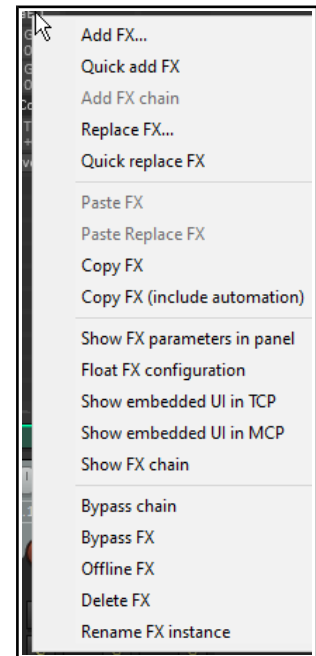 Add FX...
Quick add FX
Add FX chain
Replace FX...
Quick replace FX
Paste FX
Paste Replace FX
Copy FX
Copy FX (include automation)
Show FX parameters in panel
Float FX configuration
Show embedded UI in TCP
Show embedded UI in MCP
Show FX chain
Bypass chain
Bypass FX
Offline FX
Delete FX
Rename FX instance